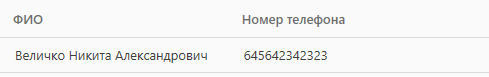 ФИО Номер телефона
Величко Никита Александрович 645642342323